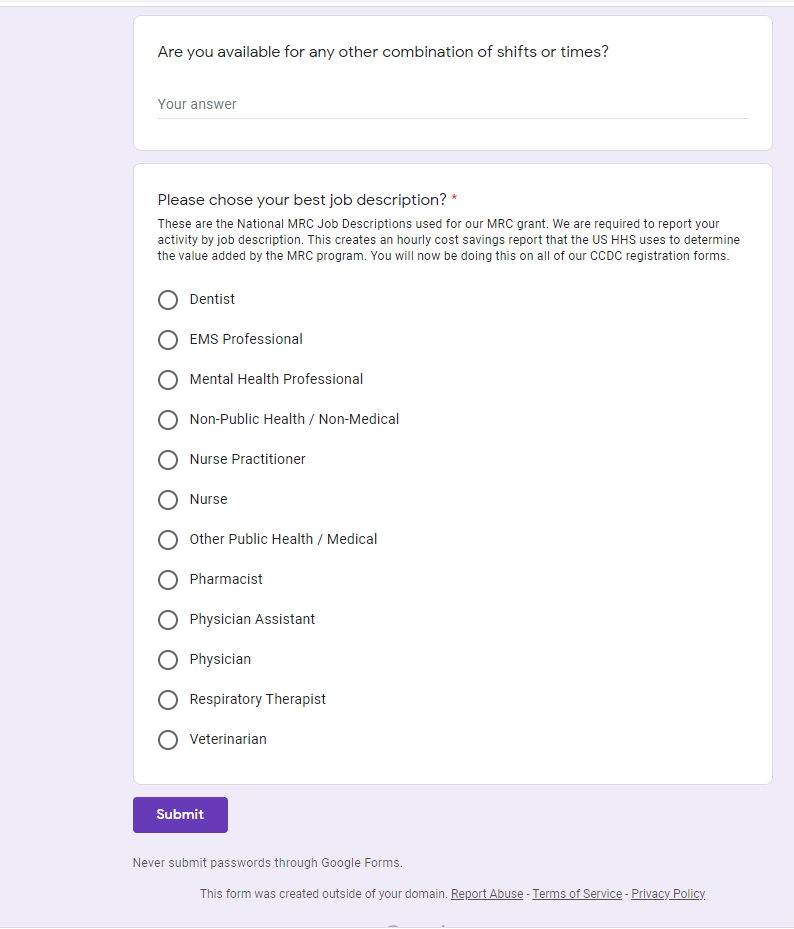 Are you available for any other combination of shifts or times?
Your answer
Please chose your best job description? *
These are the National MRC Job Descriptions used for our MRC grant. We are required to report your
activity by job description. This creates an hourly cost savings report that the US HHS uses to determine
the value added by the MRC program. You will now be doing this on all of our CCDC registration forms.
Dentist
EMS Professional
Mental Health Professional
Non-Public Health / Non-Medical
Nurse Practitioner
Nurse
Other Public Health / Medical
Pharmacist
Physician Assistant
Physician
Respiratory Therapist
Veterinarian
Submit
Never submit passwords through Google Forms.
This form was created outside of your domain. Report Abuse - Terms of Service - Privacy Policy